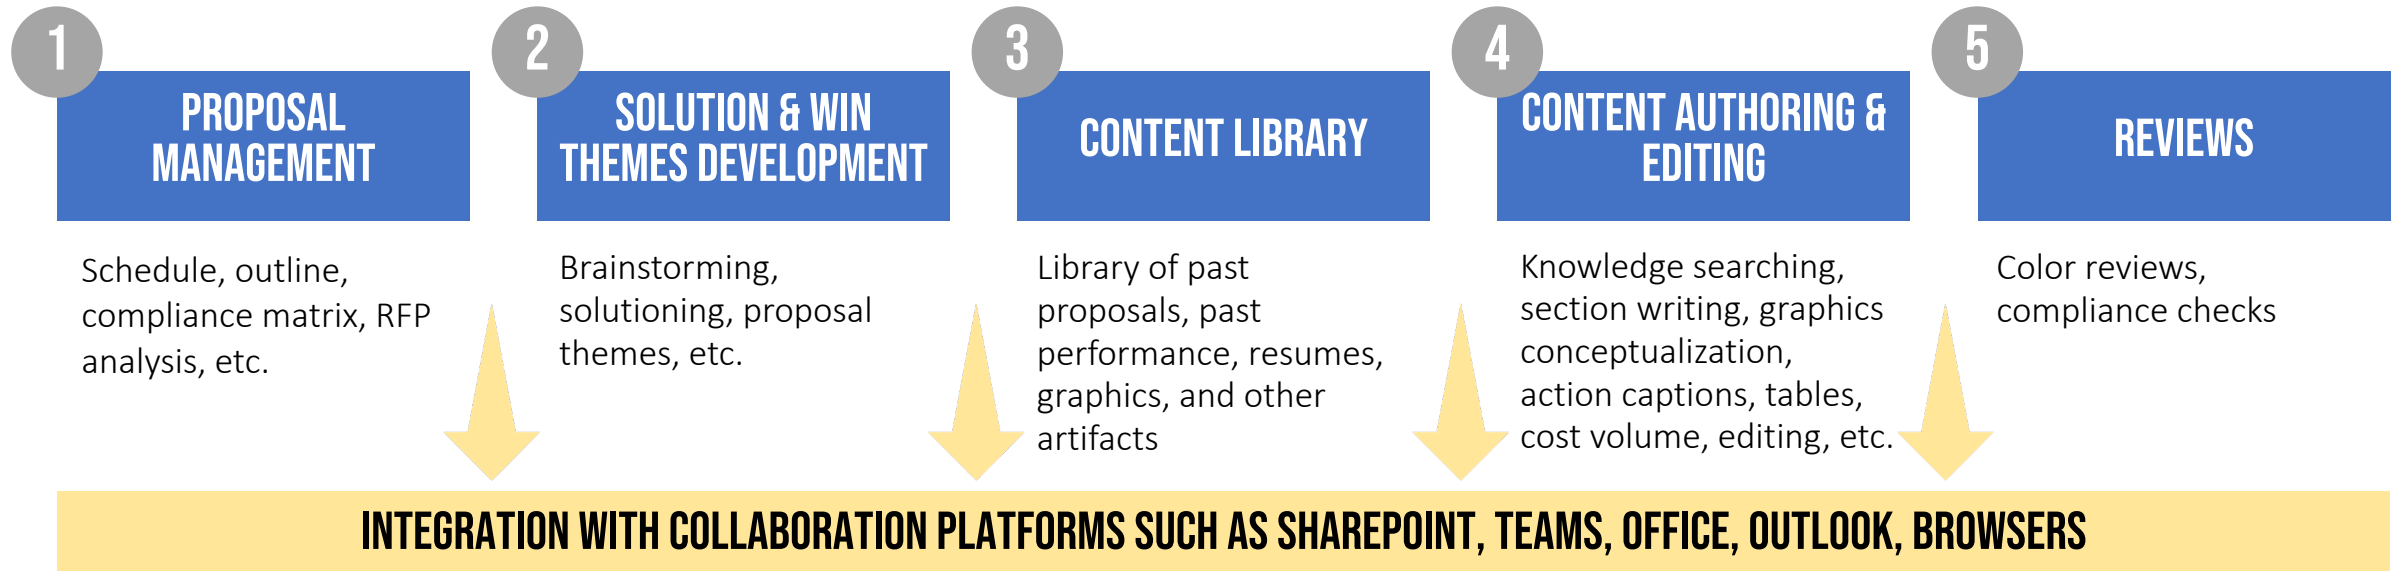 1
PROPOSAL
MANAGEMENT
Schedule, outline,
compliance matrix, RFP
analysis, etc.
2
SOLUTION & WIN
THEMES DEVELOPMENT
Brainstorming,
solutioning, proposal
themes, etc.
3
CONTENT LIBRARY
Library of past
proposals, past
performance, resumes,
graphics, and other
artifacts
4
CONTENT AUTHORING &
EDITING
Knowledge searching,
section writing, graphics
conceptualization,
action captions, tables,
cost volume, editing, etc.
5
REVIEWS
Color reviews,
compliance checks
INTEGRATION WITH COLLABORATION PLATFORMS SUCH AS SHAREPOINT, TEAMS, OFFICE, OUTLOOK, BROWSERS